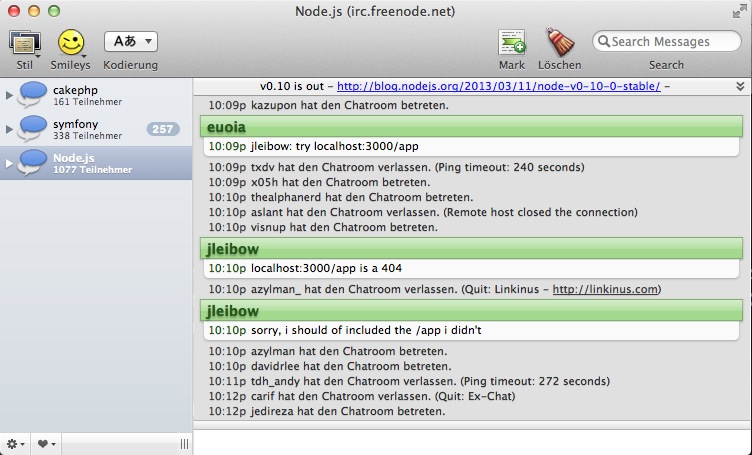 Node.js (irc.freenode.net)
Aあ
Search Messages
Stil Smileys Kodierung Mark Löschen Search
cakephp
161 Teilnehmer
symfony
338 Teilnehmer
257
Node.js
1077 Teilnehmer
v0.10 is out - http://blog.nodejs.org/2013/03/11/node-v0-10-0-stable/ -
10:09p kazupon hat den Chatroom betreten.
euoia
10:09p jleibow: try localhost:3000/app
10:09p txdv hat den Chatroom verlassen. (Ping timeout: 240 seconds)
10:09p x05h hat den Chatroom betreten.
10:10p thealphanerd hat den Chatroom betreten.
10:10p aslant hat den Chatroom verlassen. (Remote host closed the connection)
10:10p visnup hat den Chatroom betreten.
jleibow
10:10p localhost:3000/app is a 404
10:10p azylman_ hat den Chatroom verlassen. (Quit: Linkinus - http://linkinus.com)
jleibow
10:10p sorry, i should of included the /app i didn't
10:10p azylman hat den Chatroom betreten.
10:10p davidrlee hat den Chatroom betreten.
10:11p tdh_andy hat den Chatroom verlassen. (Ping timeout: 272 seconds)
10:12p carif hat den Chatroom verlassen. (Quit: Ex-Chat)
10:12p jedireza hat den Chatroom betreten.